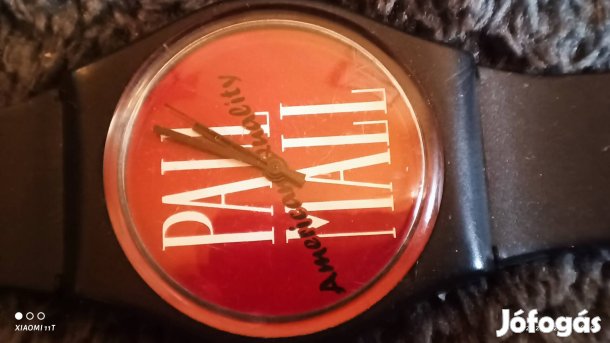 PALL
MALL
American Quality
XIAOMI 11T
Jófogás